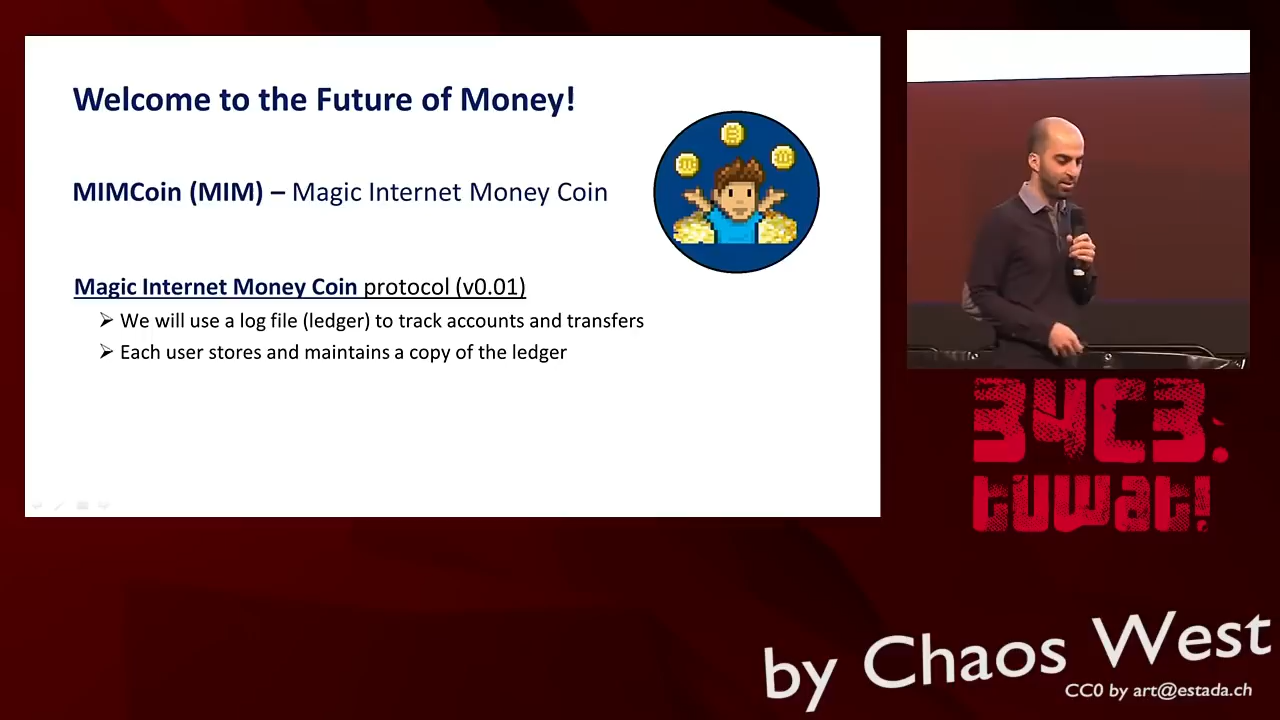 Welcome to the Future of Money!
MIMCoin (MIM) – Magic Internet Money Coin
Magic Internet Money Coin protocol (v0.01)
➢ We will use a log file (ledger) to track accounts and transfers
➢ Each user stores and maintains a copy of the ledger
34C3:
tuwat!
by Chaos West
CC0 by art@estada.ch